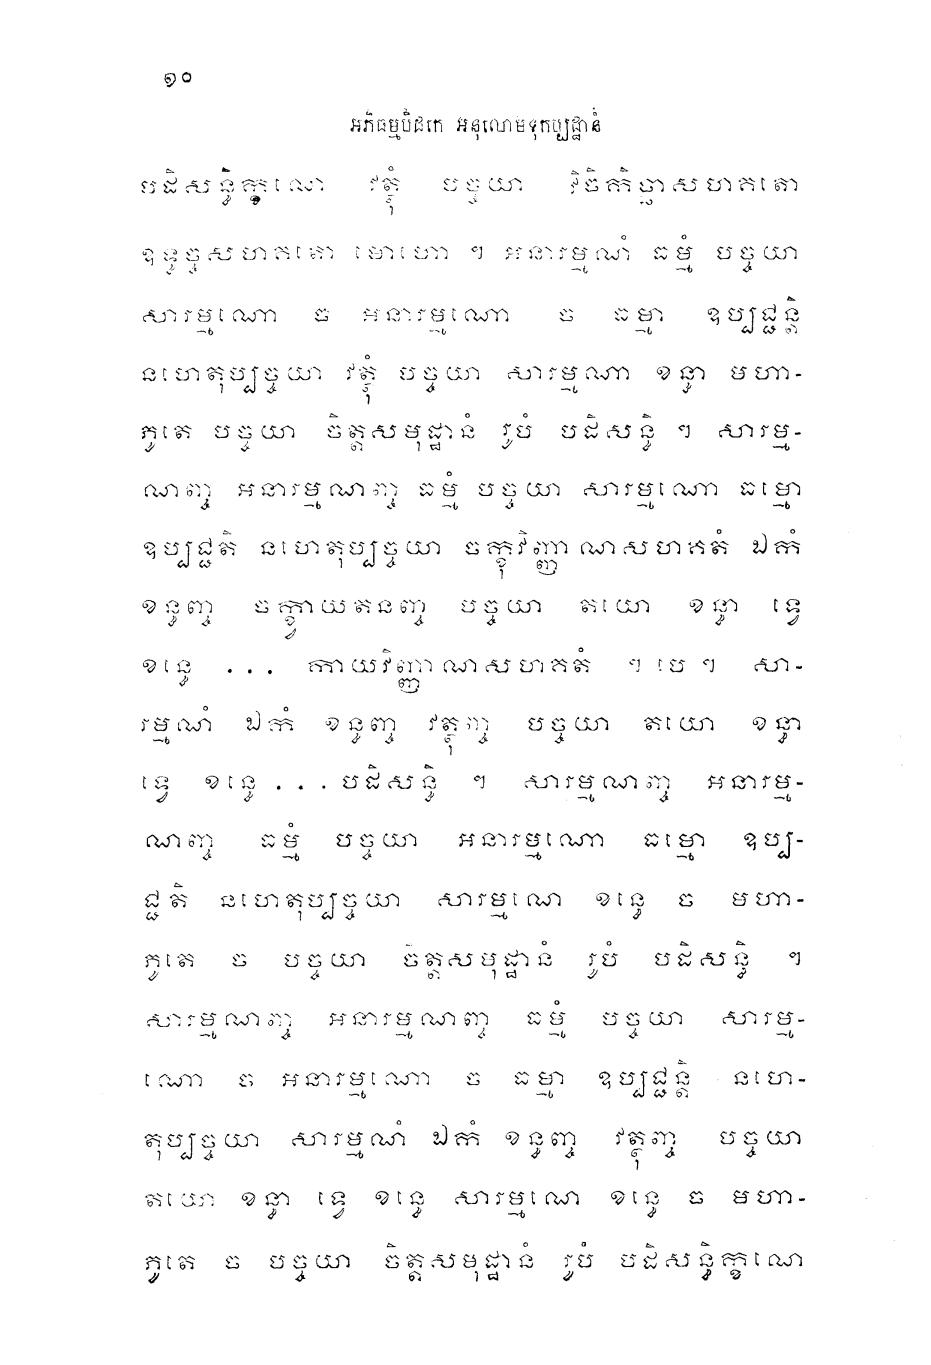 ១០
អភិធម្មបិដកេ អនុលោមទុកប្បដ្ឋានំ
បដិសន្ធិក្ខណេ វត្ថុំ បច្ចយា វិចិកិច្ឆាសហគតោ
ឧទ្ធច្ចសហគតោ មោហោ ។ អនារម្មណំ ធម្មំ បច្ចយា
សារម្មណោ ច អនារម្មណោ ច ធម្មា ឧប្បជ្ជន្តិ
នហេតុប្បច្ចយា វត្ថុំ បច្ចយា សារម្មណា ខន្ធា មហា-
ភូតេ បច្ចយា ចិត្តសមុដ្ឋានំ រូបំ បដិសន្ធិ ។ សារម្ម-
ណញ្ច អនារម្មណញ្ច ធម្មំ បច្ចយា សារម្មណោ ធម្មោ
ឧប្បជ្ជតិ នហេតុប្បច្ចយា ចក្ខុវិញ្ញាណសហគតំ ឯកំ
ខន្ធញ្ច ចក្ខ្វាយតនញ្ច បច្ចយា តយោ ខន្ធា ទ្វេ
ខន្ធេ ... កាយវិញ្ញាណសហគតំ ។ បេ ។ សា-
រម្មណំ ឯកំ ខន្ធញ្ច វត្ថុញ្ច បច្ចយា តយោ ខន្ធា
ទ្វេ ខន្ធេ ... បដិសន្ធិ ។ សារម្មណញ្ច អនារម្ម-
ណញ្ច ធម្មំ បច្ចយា អនារម្មណោ ធម្មោ ឧប្ប-
ជ្ជតិ នហេតុប្បច្ចយា សារម្មណេ ខន្ធេ ច មហា-
ភូតេ ច បច្ចយា ចិត្តសមុដ្ឋានំ រូបំ បដិសន្ធិ ។
សារម្មណញ្ច អនារម្មណញ្ច ធម្មំ បច្ចយា សារម្ម-
ណោ ច អនារម្មណោ ច ធម្មា ឧប្បជ្ជន្តិ នហេ-
តុប្បច្ចយា សារម្មណំ ឯកំ ខន្ធញ្ច វត្ថុញ្ច បច្ចយា
តយោ ខន្ធា ទ្វេ ខន្ធេ សារម្មណេ ខន្ធេ ច មហា-
ភូតេ ច បច្ចយា ចិត្តសមុដ្ឋានំ រូបំ បដិសន្ធិក្ខណេ